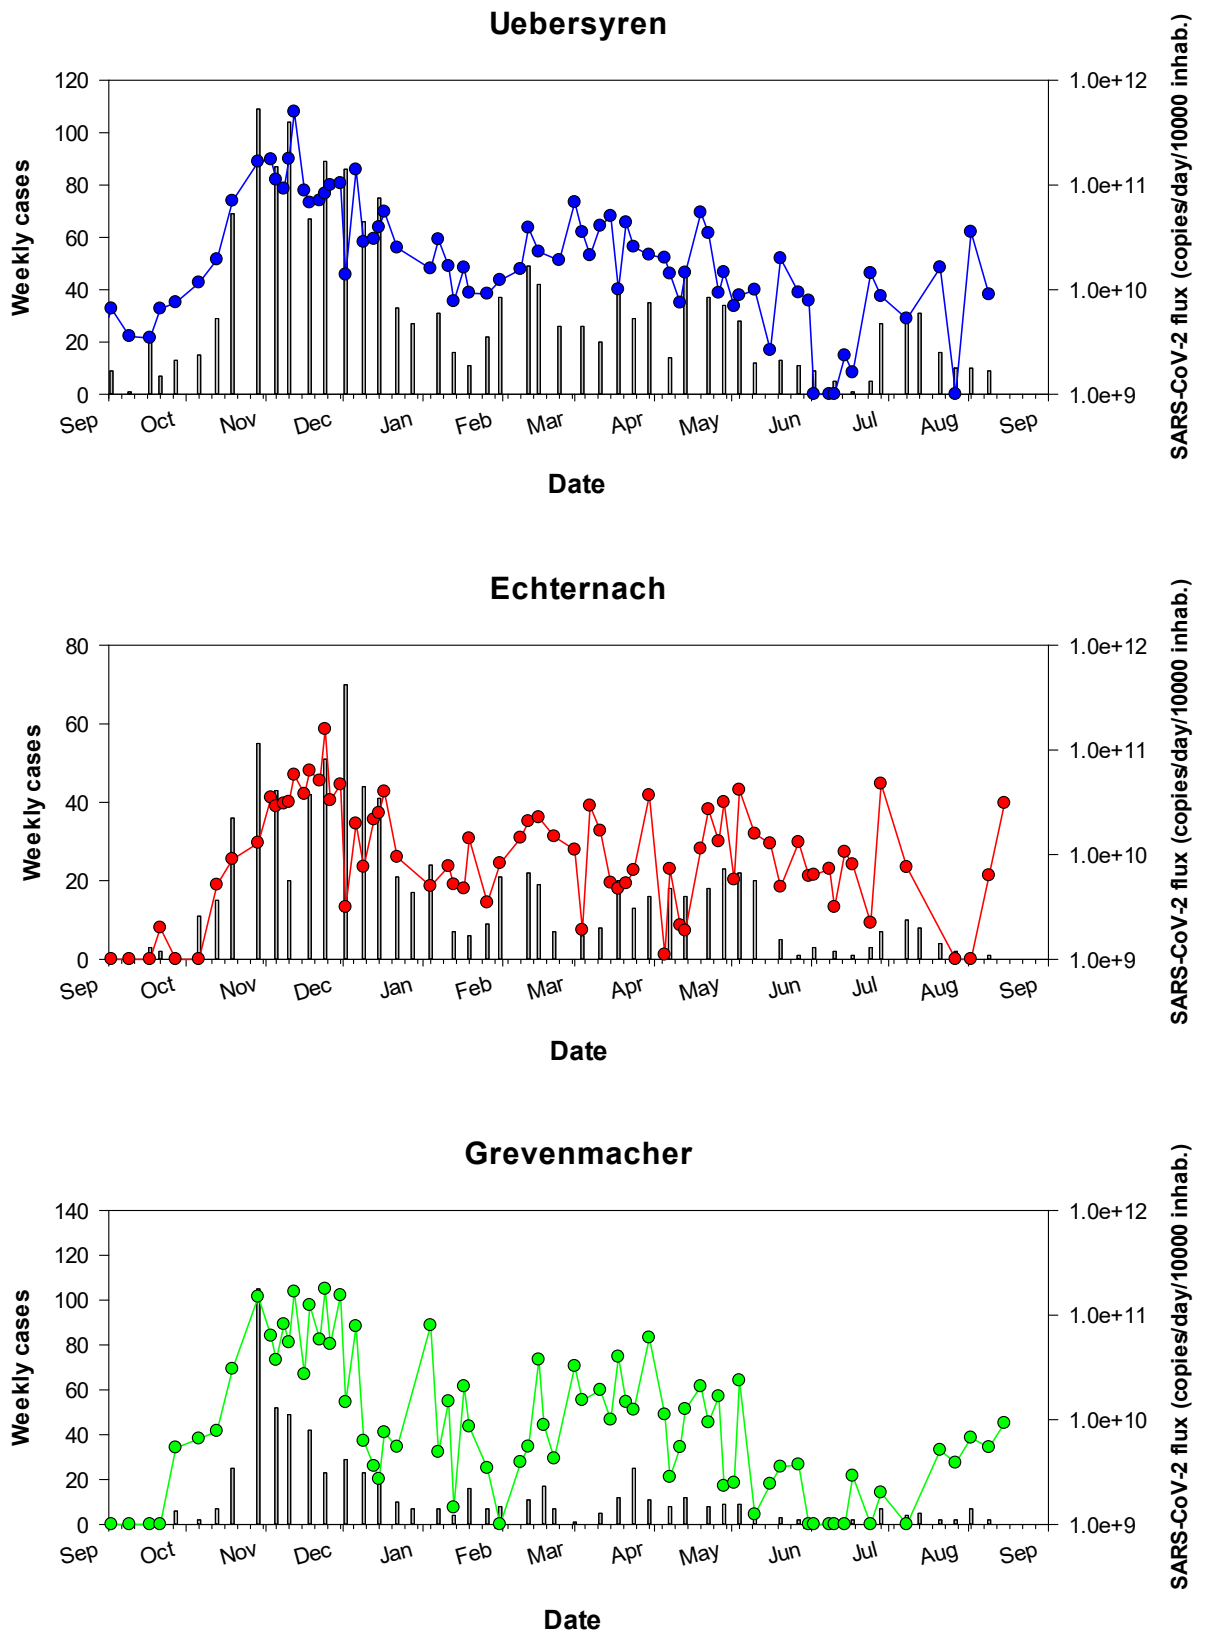 Uebersyren
Weekly cases
120
100
80
60
40
20
0
1.0e+12
1.0e+11
1.0e+10
1.0e+9
SARS-CoV-2 flux (copies/day/10000 inhab.)
Sep Oct Nov Dec Jan Feb Mar Apr May Jun Jul Aug Sep
Date
Echternach
Weekly cases
80
60
40
20
0
1.0e+12
1.0e+11
1.0e+10
1.0e+9
SARS-CoV-2 flux (copies/day/10000 inhab.)
Sep Oct Nov Dec Jan Feb Mar Apr May Jun Jul Aug Sep
Date
Grevenmacher
Weekly cases
140
120
100
80
60
40
20
0
1.0e+12
1.0e+11
1.0e+10
1.0e+9
SARS-CoV-2 flux (copies/day/10000 inhab.)
Sep Oct Nov Dec Jan Feb Mar Apr May Jun Jul Aug Sep
Date